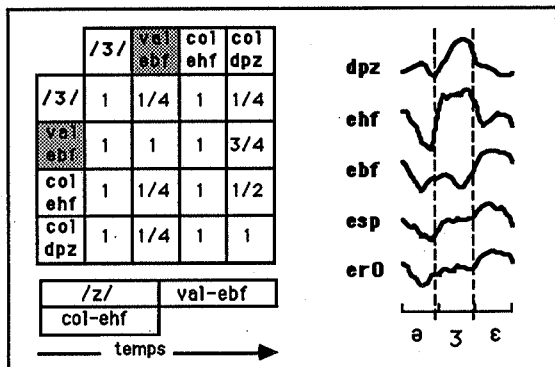 /ʒ/ val ebf col ehf col dpz
/ʒ/ 1 1/4 1 1/4
val ebf 1 1 1 3/4
col ehf 1 1/4 1 1/2
col dpz 1 1/4 1 1
/z/ val-ebf
col-ehf
temps
dpz
ehf
ebf
esp
er0
ə ʒ ε